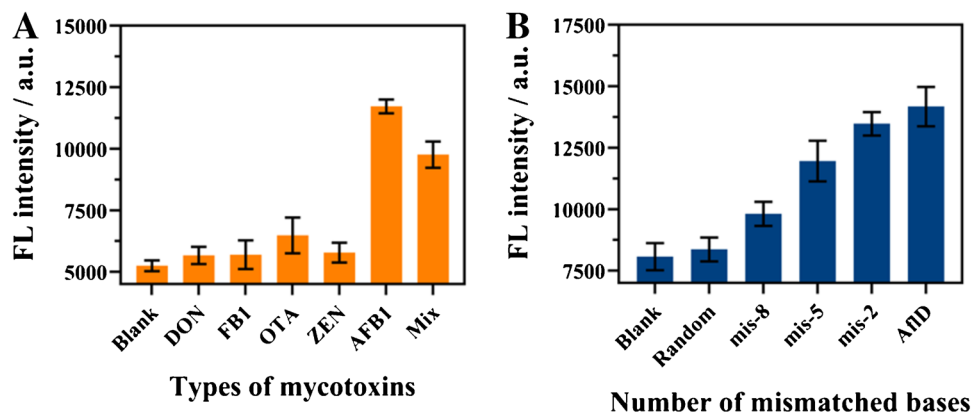 A
FL intensity / a.u.
15000
12500
10000
7500
5000
Blank
DON
FB1
OTA
ZEN
AFB1
Mix
Types of mycotoxins
B
FL intensity / a.u.
17500
15000
12500
10000
7500
Blank
Random
mis-8
mis-5
mis-2
AflD
Number of mismatched bases